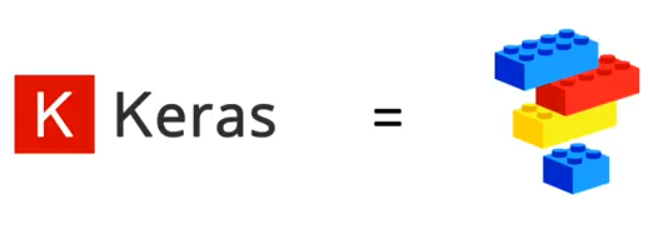 K Keras =